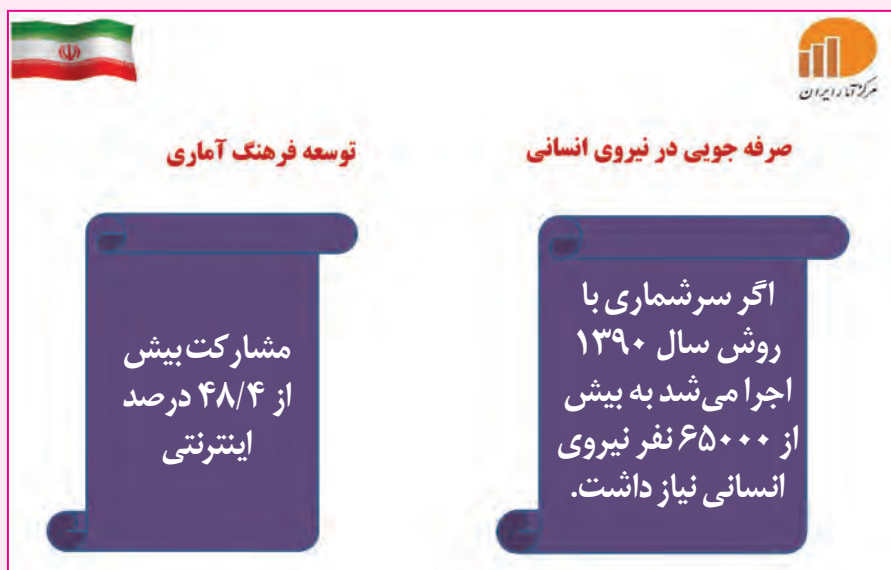 مرکز آمار ایران
صرفه جویی در نیروی انسانی
اگر سرشماری با
روش سال ۱۳۹۰
اجرا می‌شد به بیش
از ۶۵۰۰۰ نفر نیروی
انسانی نیاز داشت.
توسعه فرهنگ آماری
مشارکت بیش
از ۴۸/۴ درصد
اینترنتی